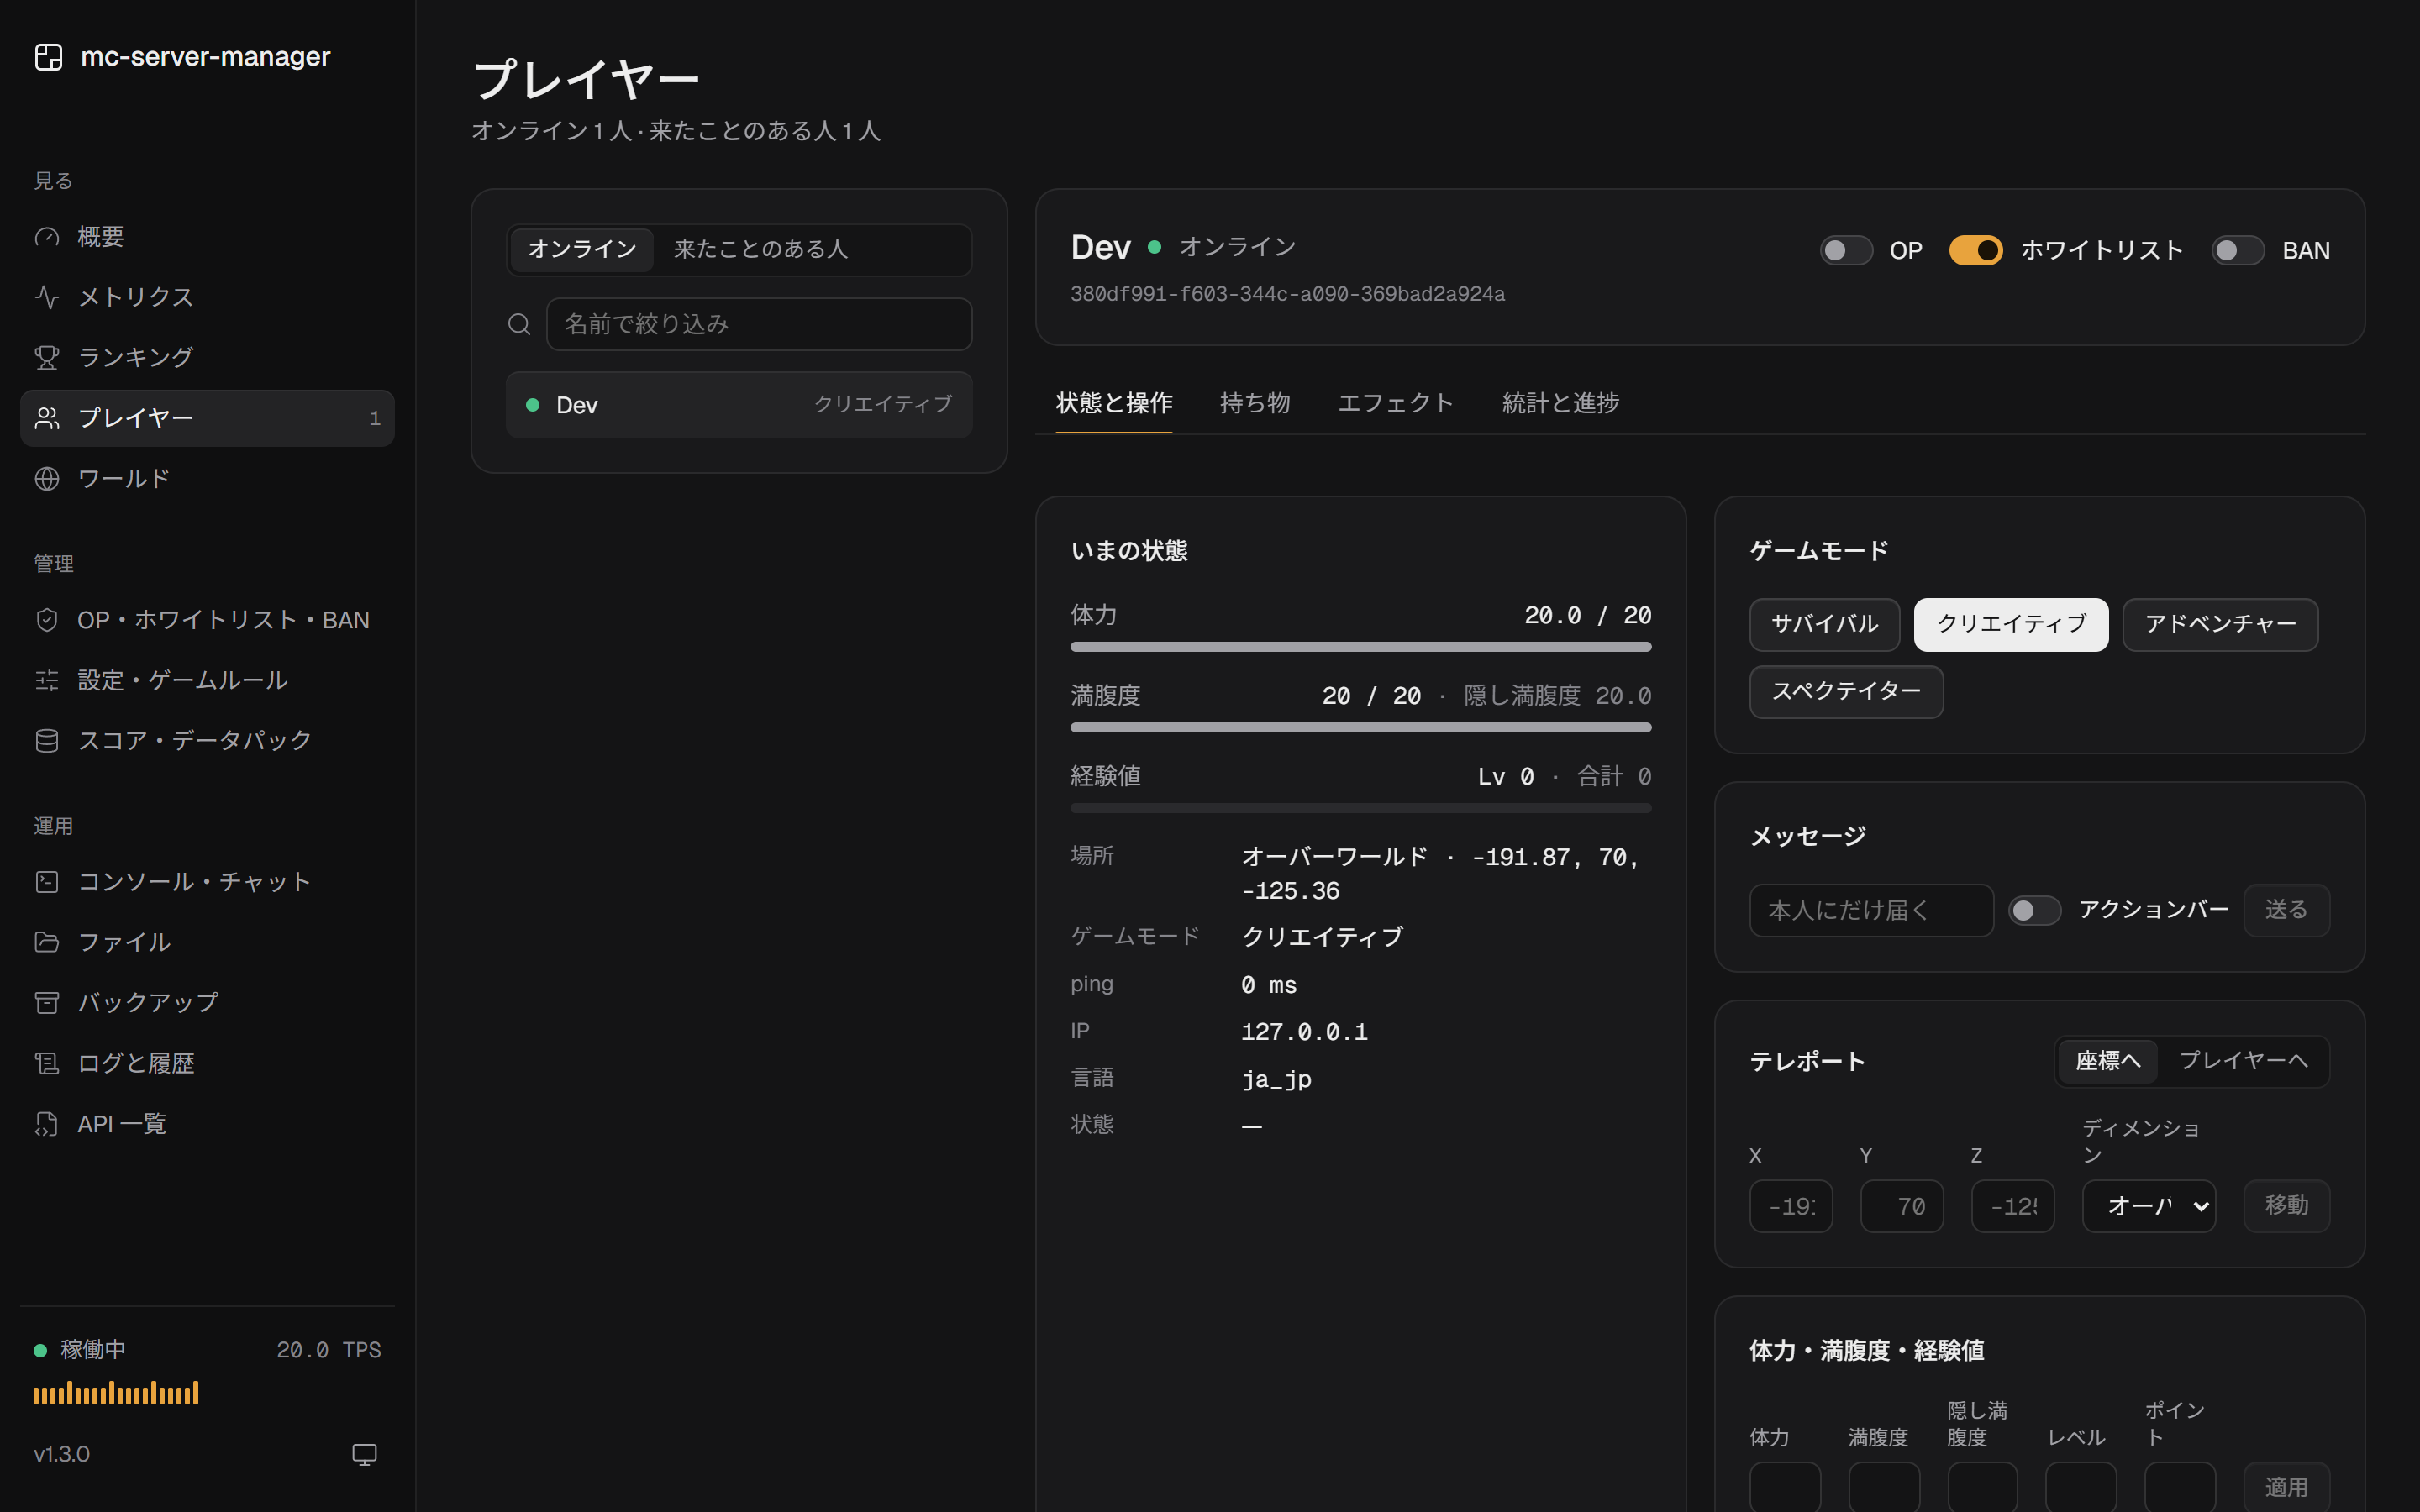 mc-server-manager
見る
概要
メトリクス
ランキング
プレイヤー 1
ワールド
管理
OP・ホワイトリスト・BAN
設定・ゲームルール
スコア・データパック
運用
コンソール・チャット
ファイル
バックアップ
ログと履歴
API 一覧
稼働中 20.0 TPS
v1.3.0
プレイヤー
オンライン 1 人 · 来たことのある人 1 人
オンライン 来たことのある人
名前で絞り込み
Dev クリエイティブ
Dev オンライン OP ホワイトリスト BAN
380df991-f603-344c-a090-369bad2a924a
状態と操作 持ち物 エフェクト 統計と進捗
いまの状態
体力 20.0 / 20
満腹度 20 / 20 · 隠し満腹度 20.0
経験値 Lv 0 · 合計 0
場所 オーバーワールド · -191.87, 70,
-125.36
ゲームモード クリエイティブ
ping 0 ms
IP 127.0.0.1
言語 ja_jp
状態 —
ゲームモード
サバイバル クリエイティブ アドベンチャー
スペクテイター
メッセージ
本人にだけ届く アクションバー 送る
テレポート 座標へ プレイヤーへ
X Y Z ディメンショ
ン
-19 70 -12 オー 移動
体力・満腹度・経験値
体力 満腹度 隠し満
腹度 レベル ポイン
ト
適用